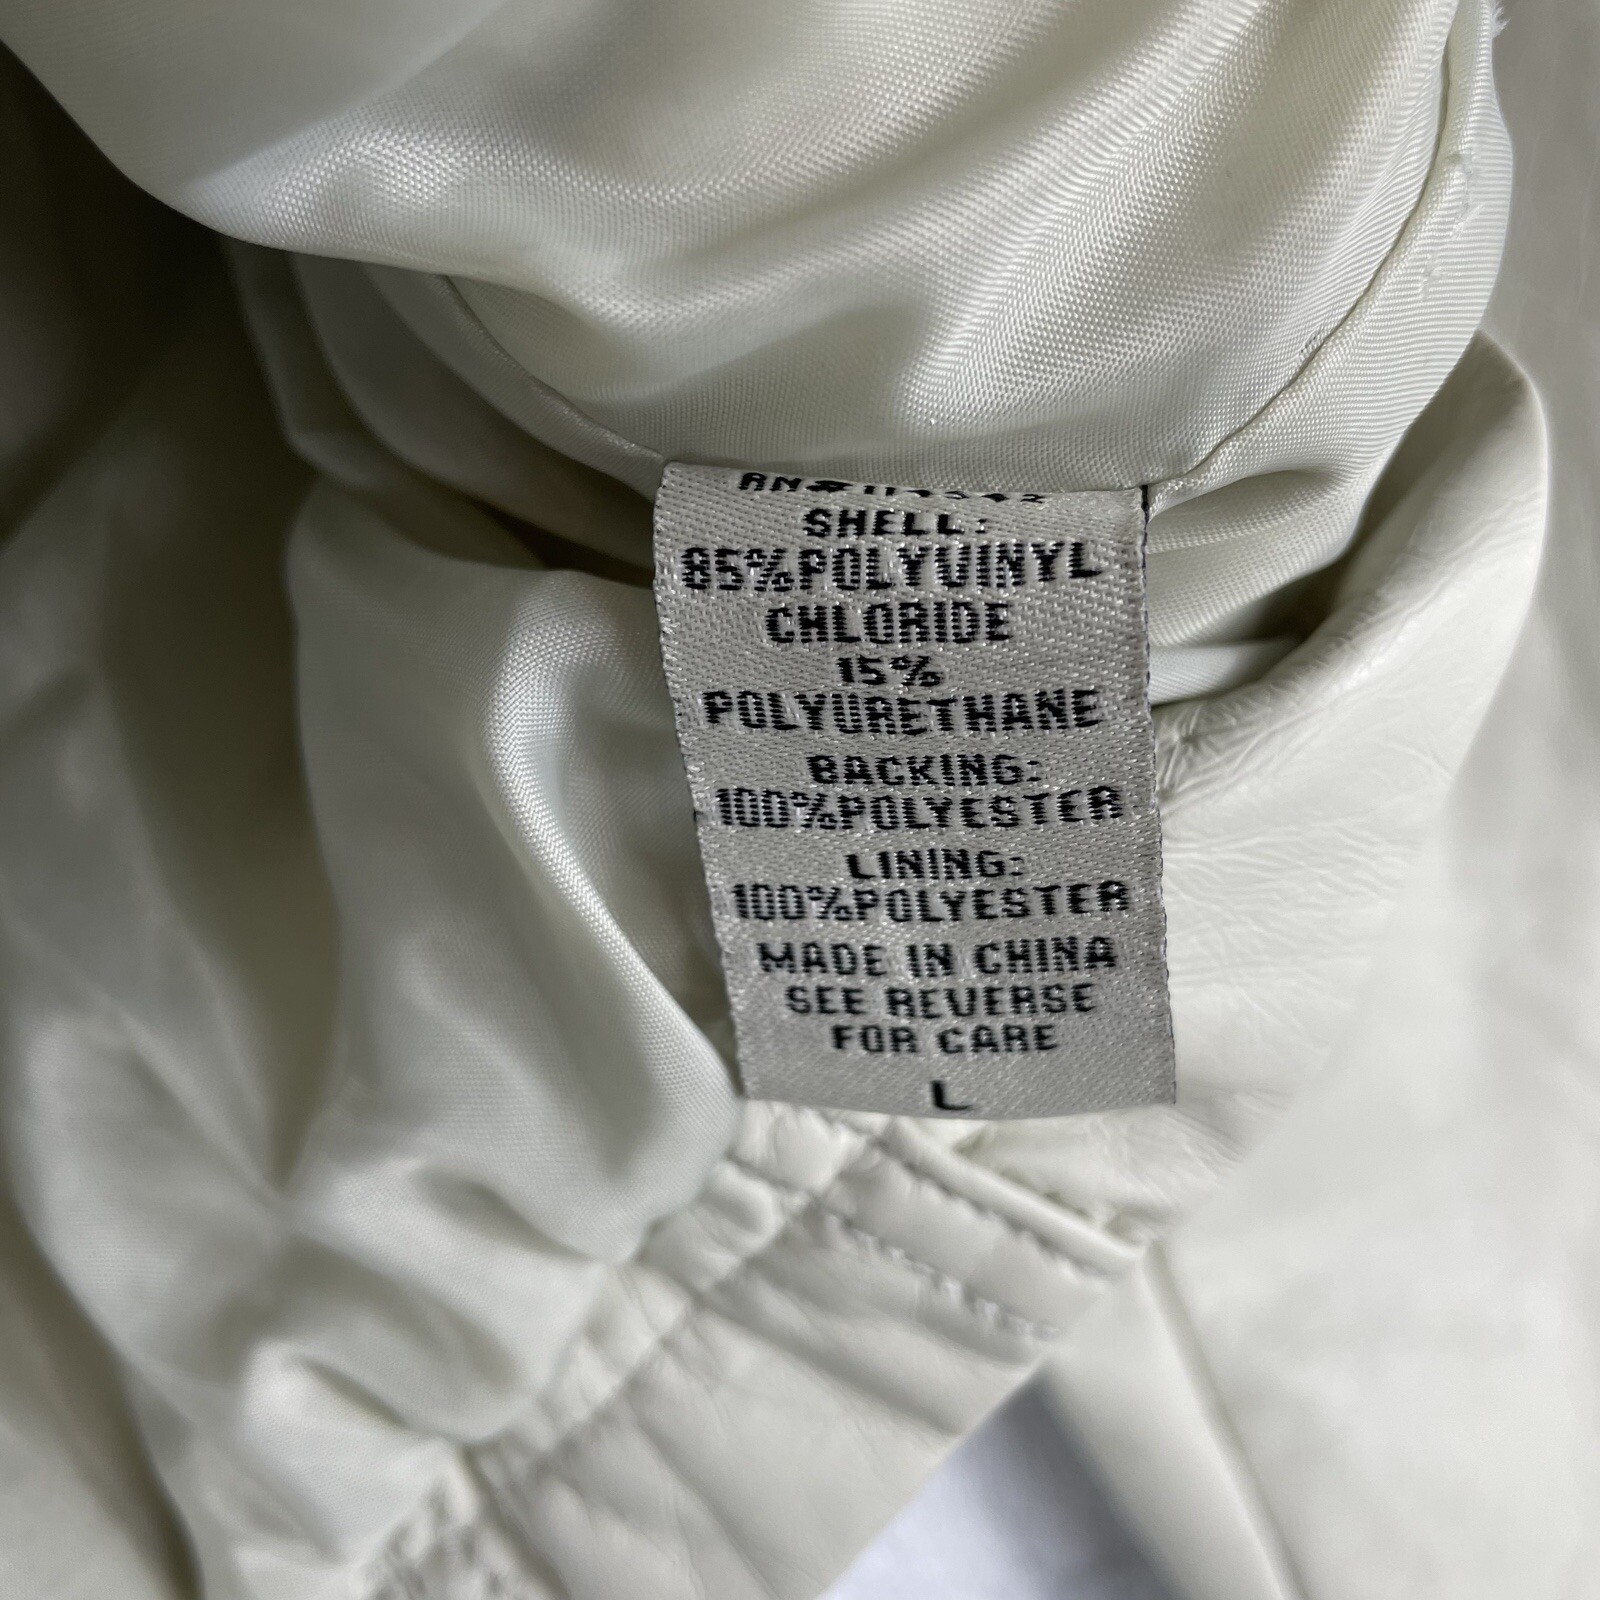 SHELL:
85%POLYVINYL
CHLORIDE
15%
POLYURETHANE
BACKING:
100%POLYESTER
LINING:
100%POLYESTER
MADE IN CHINA
SEE REVERSE
FOR CARE
L